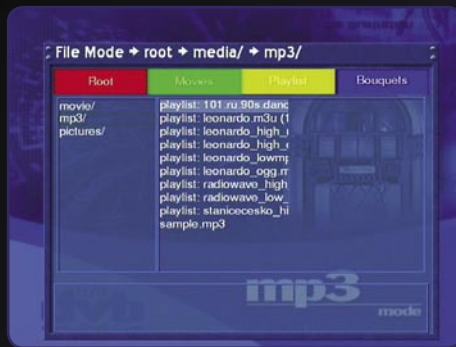 File Mode → root → media/ → mp3/
Root Movies Playlist Bouquets
movie/
mp3/
pictures/
playlist: 101.ru.90s.danc
playlist: leonardo.m3u (1
playlist: leonardo_high_
playlist: leonardo_high_
playlist: leonardo_lowmp
playlist: leonardo_ogg.m
playlist: radiowave_high_
playlist: radiowave_low_
playlist: stanicecesko_hi
sample.mp3
mp3
mode